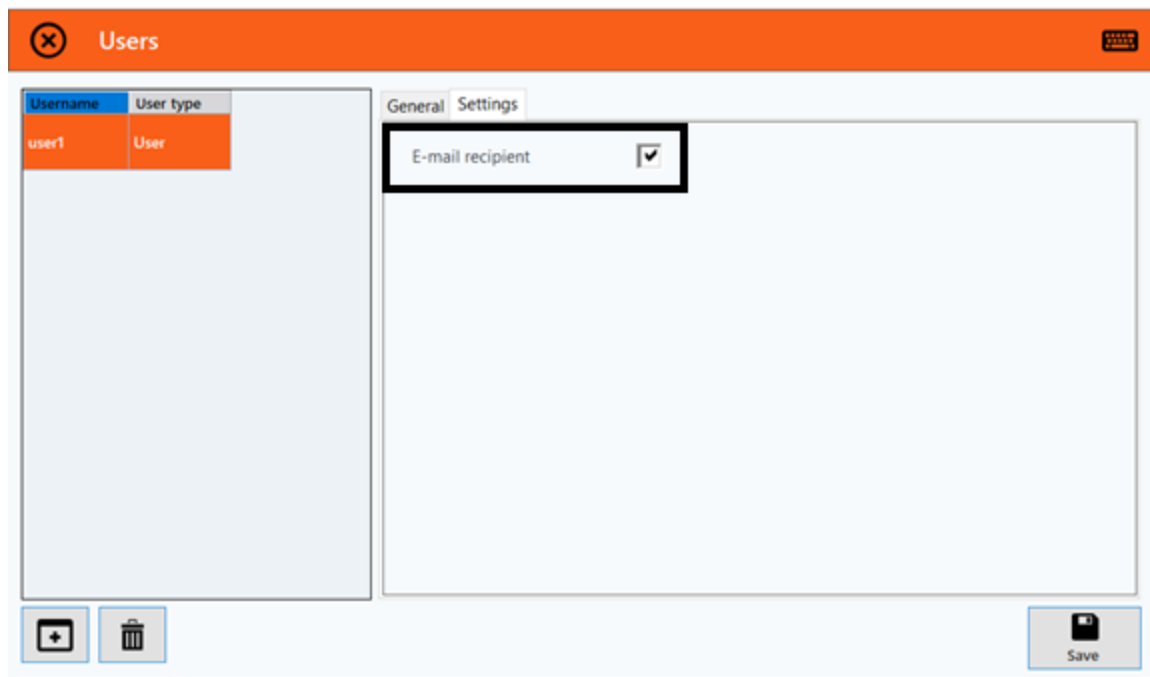 Users
Username User type
user1 User
General Settings
E-mail recipient
Save